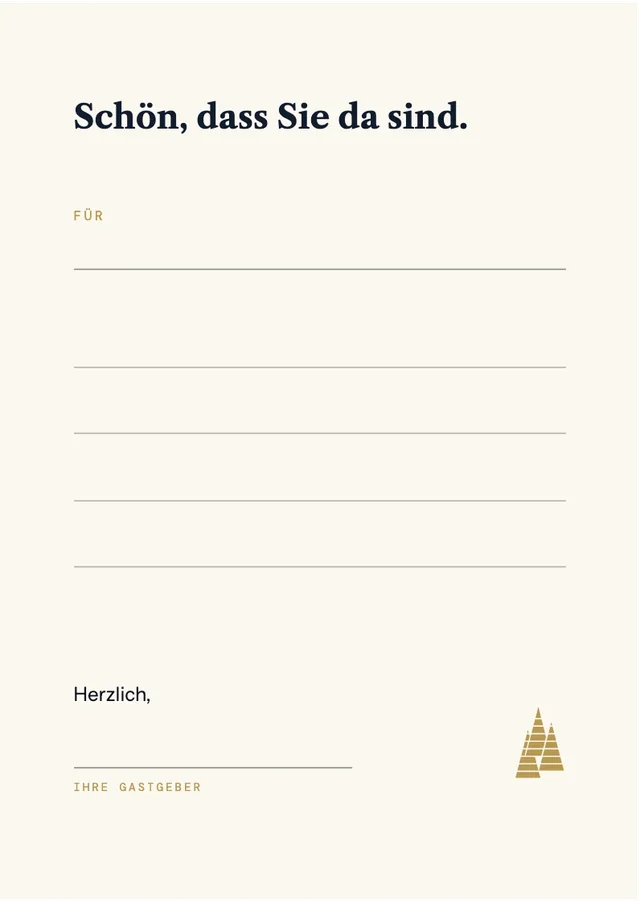 Schön, dass Sie da sind.
FÜR
Herzlich,
IHRE GASTGEBER